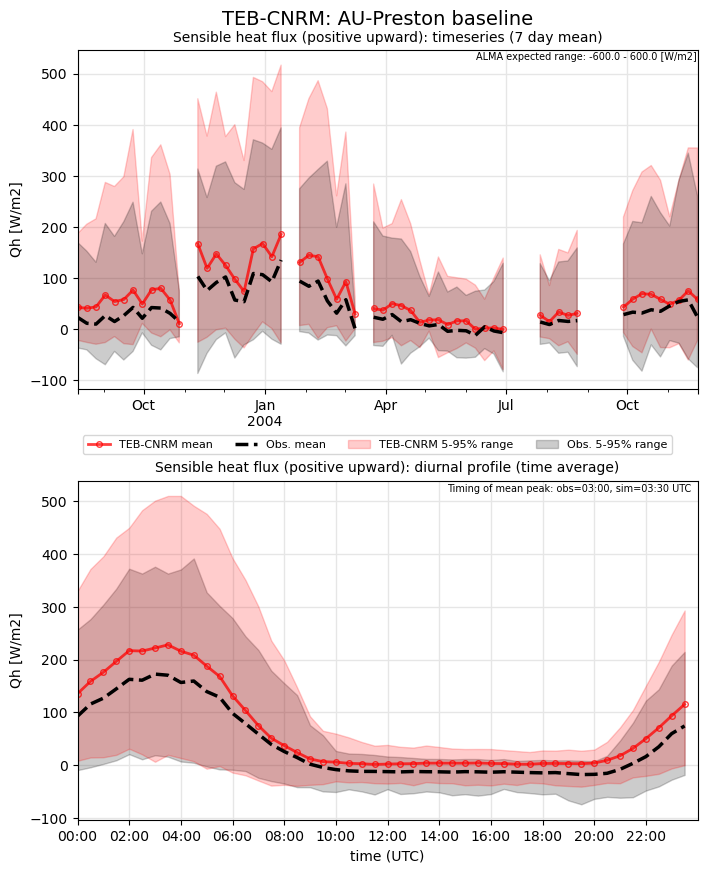 TEB-CNRM: AU-Preston baseline
Sensible heat flux (positive upward): timeseries (7 day mean)
ALMA expected range: -600.0 - 600.0 [W/m2]
500
400
300
200
100
0
−100
Qh [W/m2]
Oct
Jan
2004
Apr
Jul
Oct
TEB-CNRM mean
Obs. mean
TEB-CNRM 5-95% range
Obs. 5-95% range
Sensible heat flux (positive upward): diurnal profile (time average)
Timing of mean peak: obs=03:00, sim=03:30 UTC
500
400
300
200
100
0
−100
Qh [W/m2]
00:00
02:00
04:00
06:00
08:00
10:00
12:00
14:00
16:00
18:00
20:00
22:00
time (UTC)